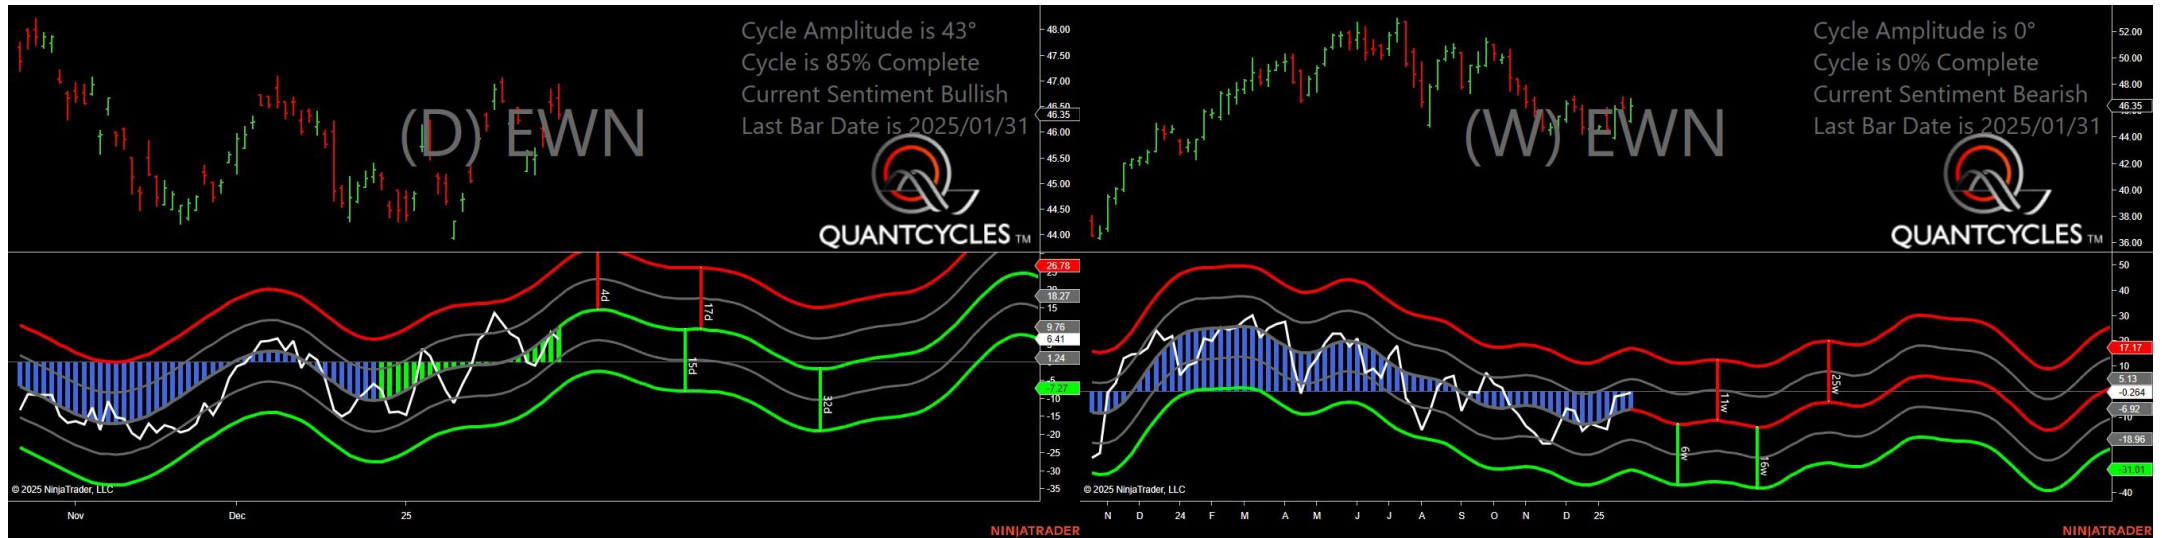 Cycle Amplitude is 43°
Cycle is 85% Complete
Current Sentiment Bullish
Last Bar Date is 2025/01/31
(D) EWN
QUANTCYCLES TM
48.00
47.50
47.00
46.50
46.35
46.00
45.50
45.00
44.50
44.00
4d
17d
15d
32d
26.78
25
18.27
15
9.76
6.41
1.24
-5
-7.27
-10
-15
-20
-25
-30
-35
© 2025 NinjaTrader, LLC
Nov
Dec
25
NINJATRADER
Cycle Amplitude is 0°
Cycle is 0% Complete
Current Sentiment Bearish
Last Bar Date is 2025/01/31
(W) EWN
QUANTCYCLES TM
52.00
50.00
48.00
46.35
44.00
42.00
40.00
38.00
36.00
11w
25w
6w
16w
50
40
30
20
17.17
10
5.13
-0.264
-6.92
-10
-18.96
-31.01
-40
© 2025 NinjaTrader, LLC
N
D
24
F
M
A
M
J
J
A
S
O
N
D
25
NINJATRADER